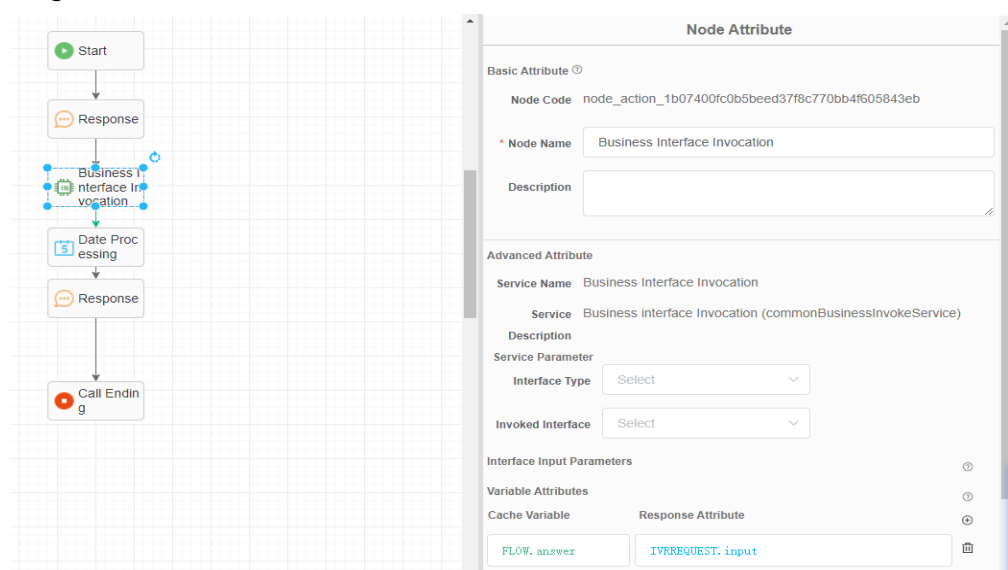 Start
Response
Business I
nterface In
vocation
Date Proc
essing
Response
Call Endin
g
Node Attribute
Basic Attribute
Node Code node_action_1b07400fc0b5beed37f8c770bb4f605843eb
* Node Name Business Interface Invocation
Description
Advanced Attribute
Service Name Business Interface Invocation
Service Business interface Invocation (commonBusinessInvokeService)
Description
Service Parameter
Interface Type Select
Invoked Interface Select
Interface Input Parameters
Variable Attributes
Cache Variable Response Attribute
FLOW.answer IVRREQUEST.input